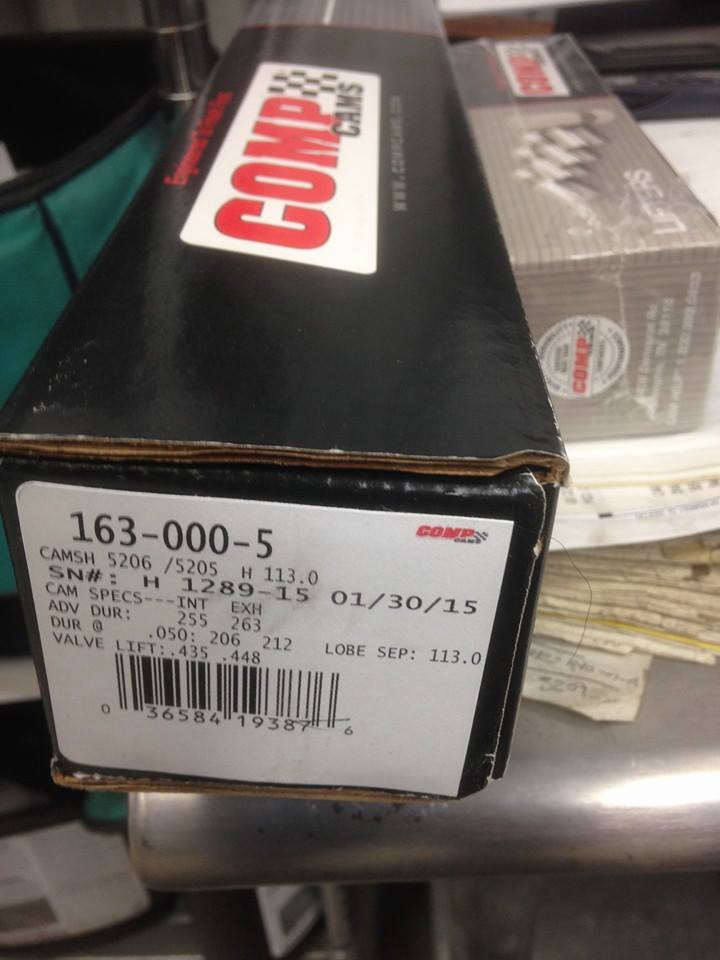 COMP
CAMS
WWW.COMPCAMS.COM
COMP
LIFTERS
COMP
163-000-5
COMP
CAMS
CAMSH 5206 /5205 H 113.0
SN#: H 1289-15 01/30/15
CAM SPECS---INT EXH
ADV DUR: 255 263
DUR @ .050: 206 212 LOBE SEP: 113.0
VALVE LIFT:.435 .448
0 36584 19387 6